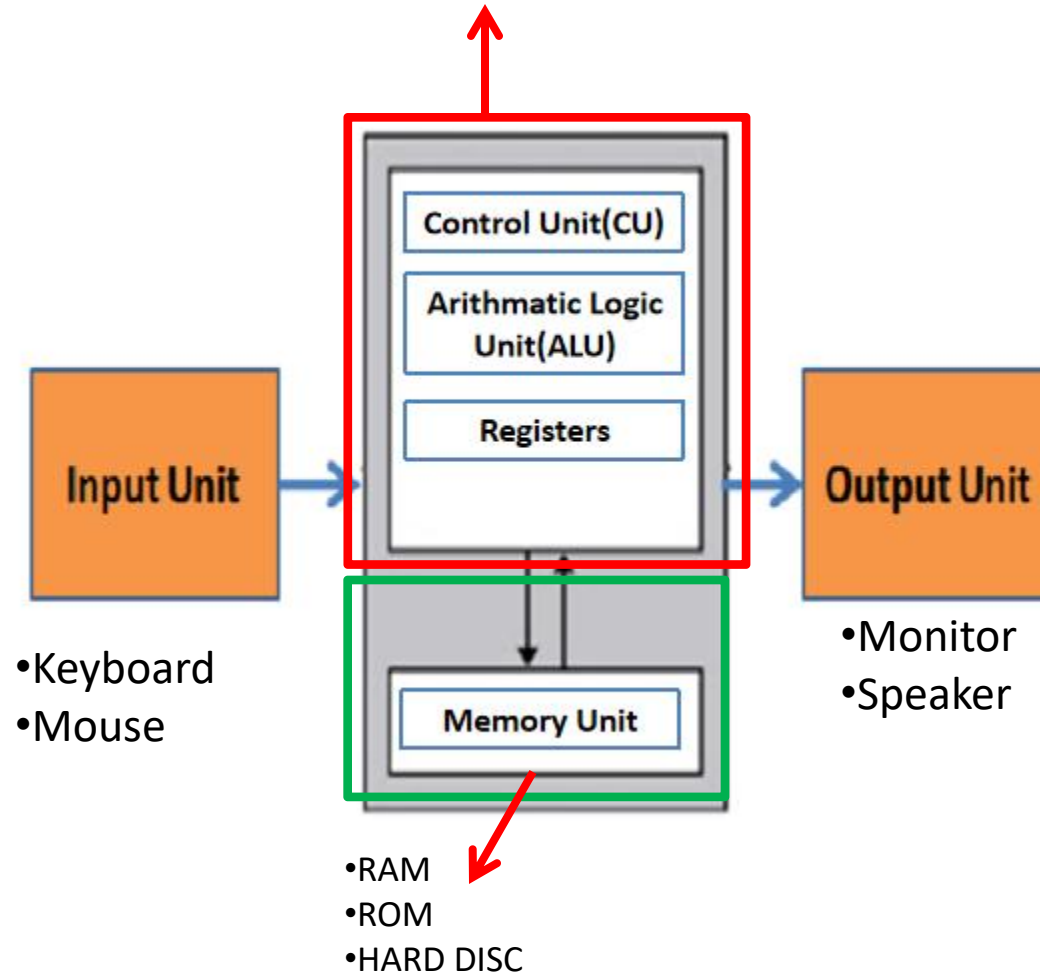 Control Unit(CU)
Arithmatic Logic
Unit(ALU)
Registers
Input Unit
Output Unit
•Keyboard
•Mouse
•Monitor
•Speaker
Memory Unit
•RAM
•ROM
•HARD DISC